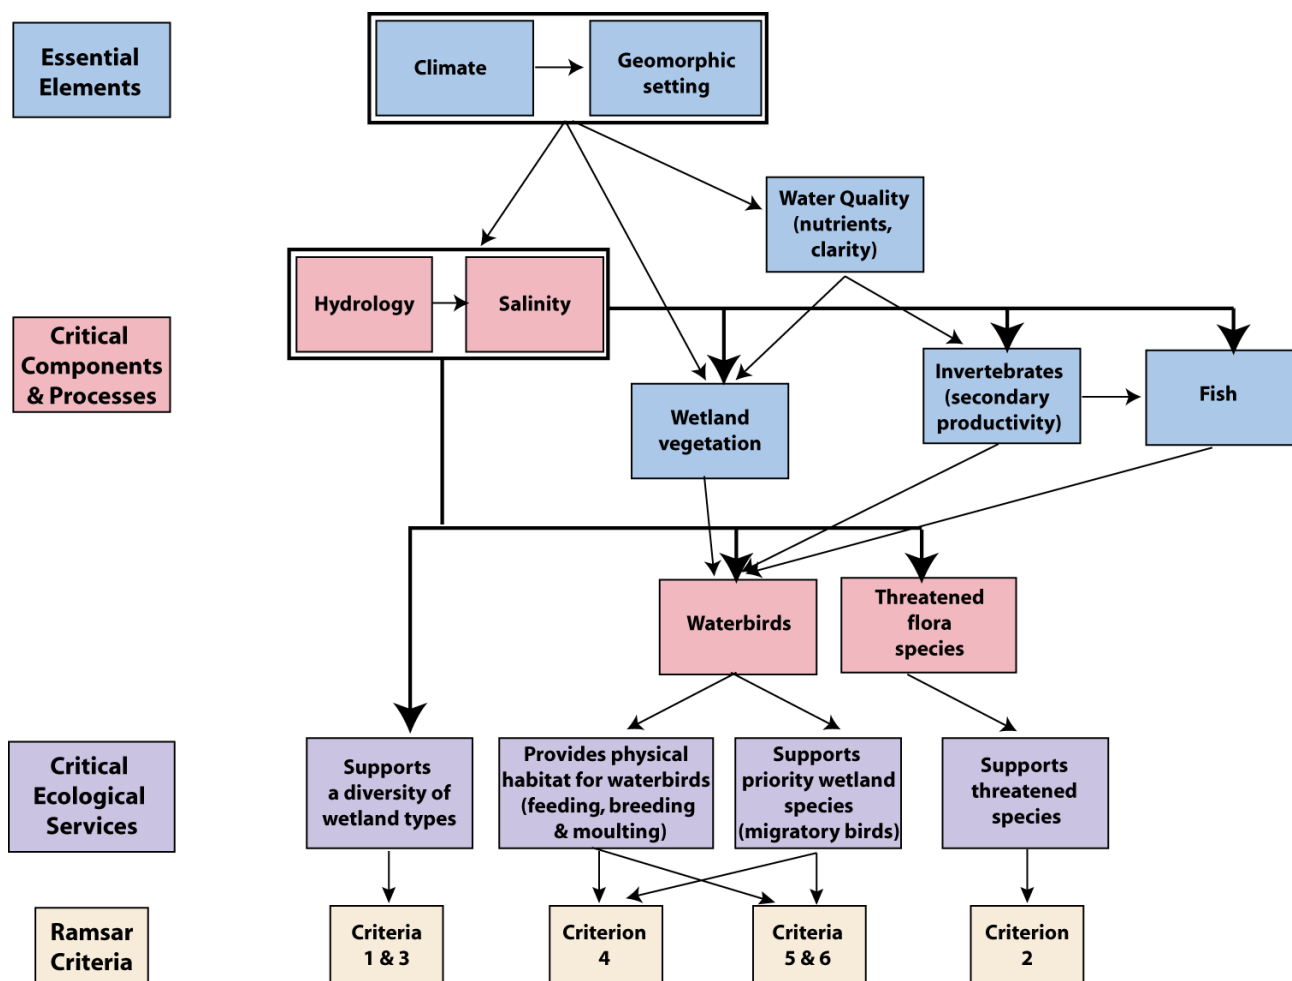 Essential
Elements
Climate
Geomorphic
setting
Water Quality
(nutrients,
clarity)
Hydrology
Salinity
Critical
Components
& Processes
Wetland
vegetation
Invertebrates
(secondary
productivity)
Fish
Waterbirds
Threatened
flora
species
Critical
Ecological
Services
Supports
a diversity of
wetland types
Provides physical
habitat for waterbirds
(feeding, breeding
& moulting)
Supports
priority wetland
species
(migratory birds)
Supports
threatened
species
Ramsar
Criteria
Criteria
1 & 3
Criterion
4
Criteria
5 & 6
Criterion
2